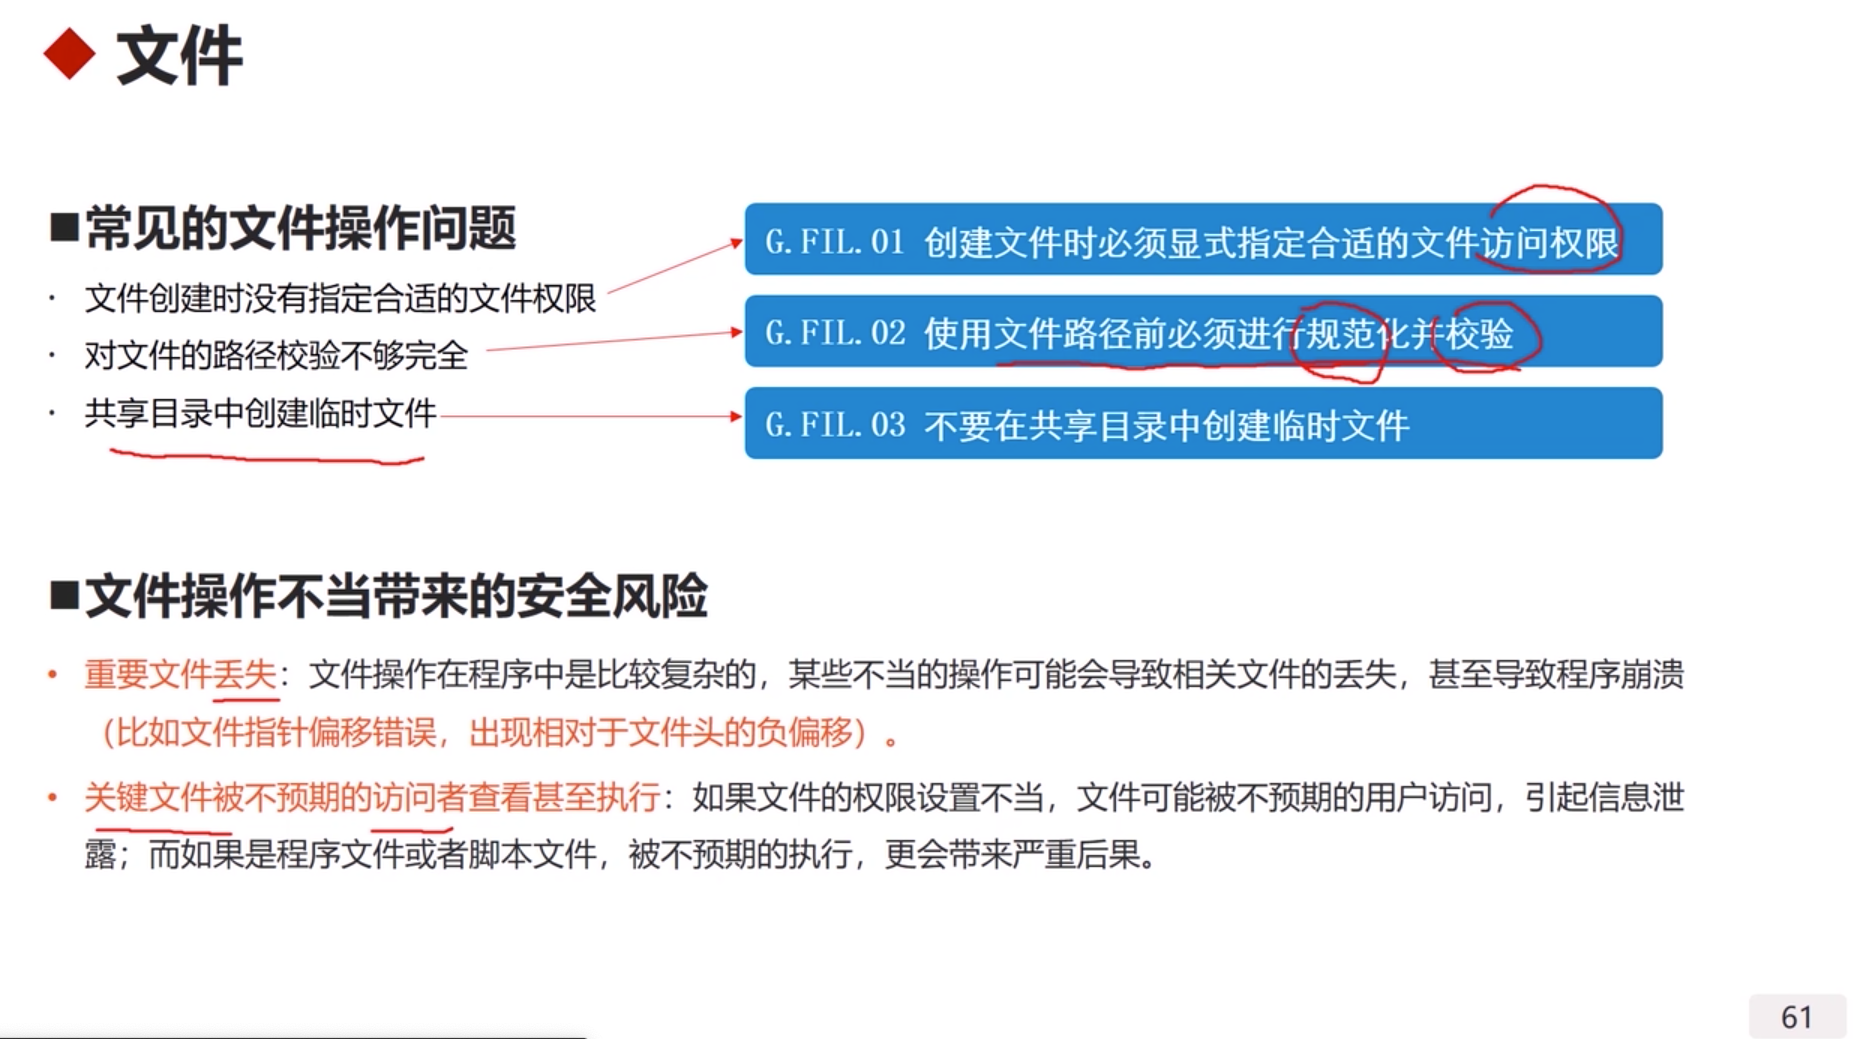 文件
■常见的文件操作问题
· 文件创建时没有指定合适的文件权限
· 对文件的路径校验不够完全
· 共享目录中创建临时文件
G.FIL.01 创建文件时必须显式指定合适的文件访问权限
G.FIL.02 使用文件路径前必须进行规范化并校验
G.FIL.03 不要在共享目录中创建临时文件
■文件操作不当带来的安全风险
• 重要文件丢失：文件操作在程序中是比较复杂的，某些不当的操作可能会导致相关文件的丢失，甚至导致程序崩溃
（比如文件指针偏移错误，出现相对于文件头的负偏移）。
• 关键文件被不预期的访问者查看甚至执行：如果文件的权限设置不当，文件可能被不预期的用户访问，引起信息泄
露；而如果是程序文件或者脚本文件，被不预期的执行，更会带来严重后果。
61